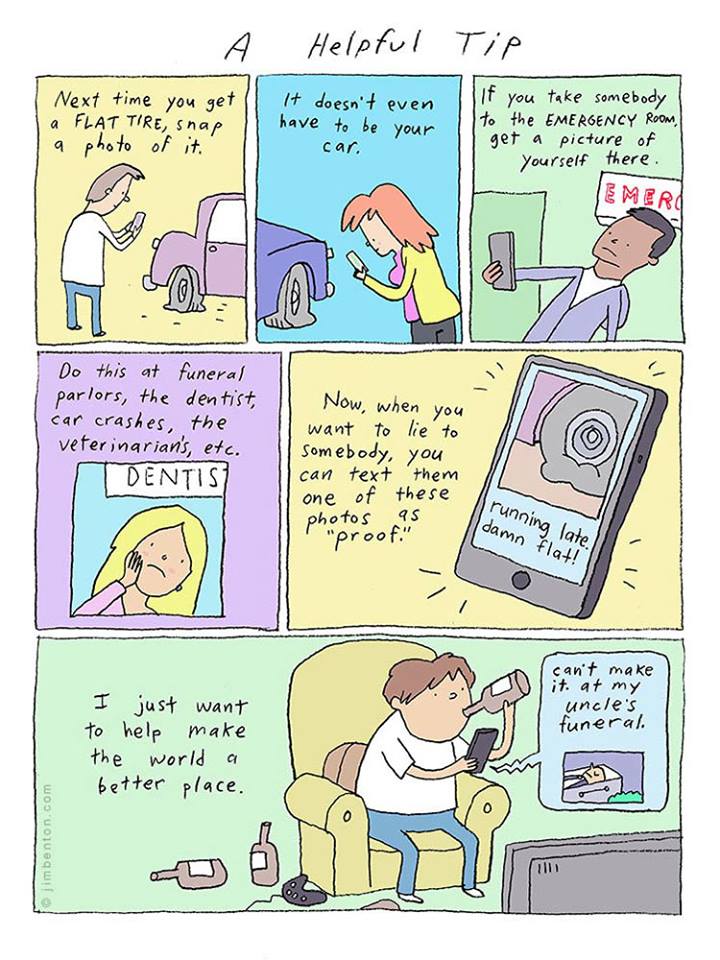 A Helpful Tip
Next time you get
a FLAT TIRE, snap
a photo of it.
It doesn't even
have to be your
car.
If you take somebody
to the EMERGENCY ROOM,
get a picture of
yourself there.
EMERG
Do this at funeral
parlors, the dentist,
car crashes, the
veterinarian's, etc.
DENTIS
Now, when you
want to lie to
somebody, you
can text them
one of these
photos as
"proof."
running late.
damn flat!
I just want
to help make
the world a
better place.
can't make
it. at my
uncle's
funeral.
© jimbenton.com